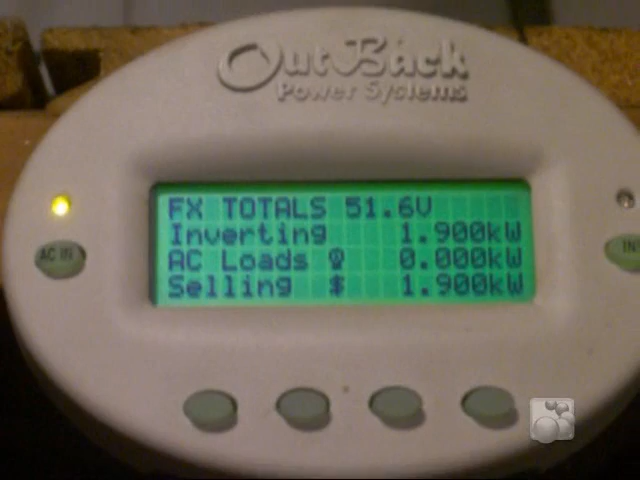 OutBack
Power Systems
FX TOTALS 51.6V
Inverting 1.900kW
AC Loads 0.000kW
Selling $ 1.900kW
AC IN
IN